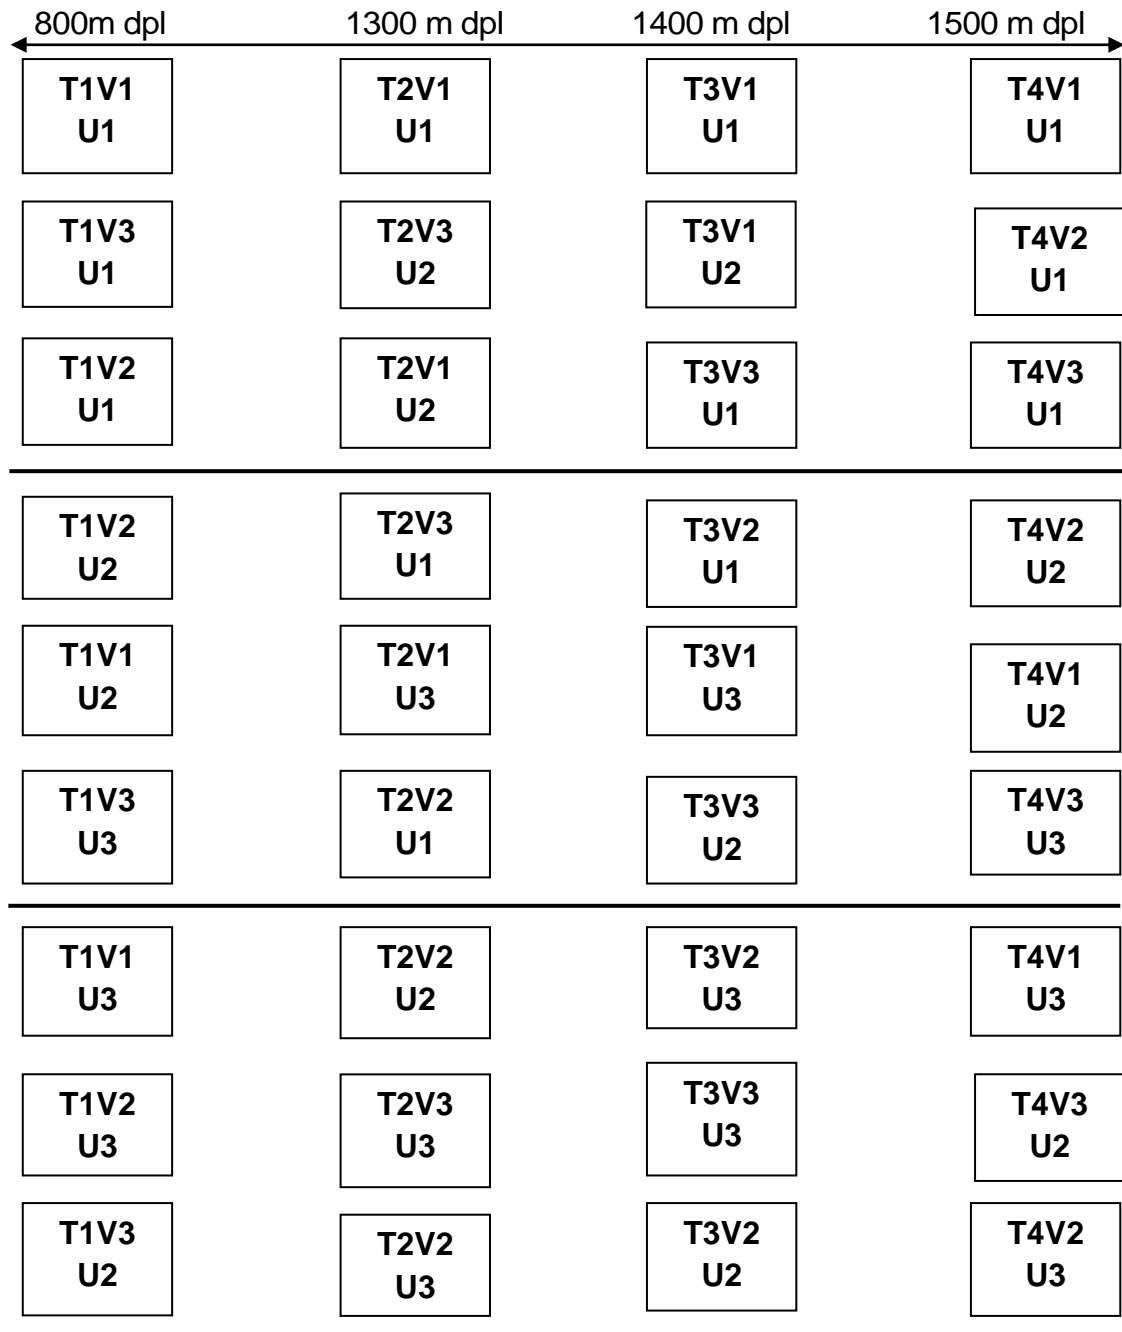 800m dpl 1300 m dpl 1400 m dpl 1500 m dpl
T1V1 T2V1 T3V1 T4V1
U1 U1 U1 U1
T1V3 T2V3 T3V1 T4V2
U1 U2 U2 U1
T1V2 T2V1 T3V3 T4V3
U1 U2 U1 U1
T1V2 T2V3 T3V2 T4V2
U2 U1 U1 U2
T1V1 T2V1 T3V1 T4V1
U2 U3 U3 U2
T1V3 T2V2 T3V3 T4V3
U3 U1 U2 U3
T1V1 T2V2 T3V2 T4V1
U3 U2 U3 U3
T1V2 T2V3 T3V3 T4V3
U3 U3 U3 U2
T1V3 T2V2 T3V2 T4V2
U2 U3 U2 U3